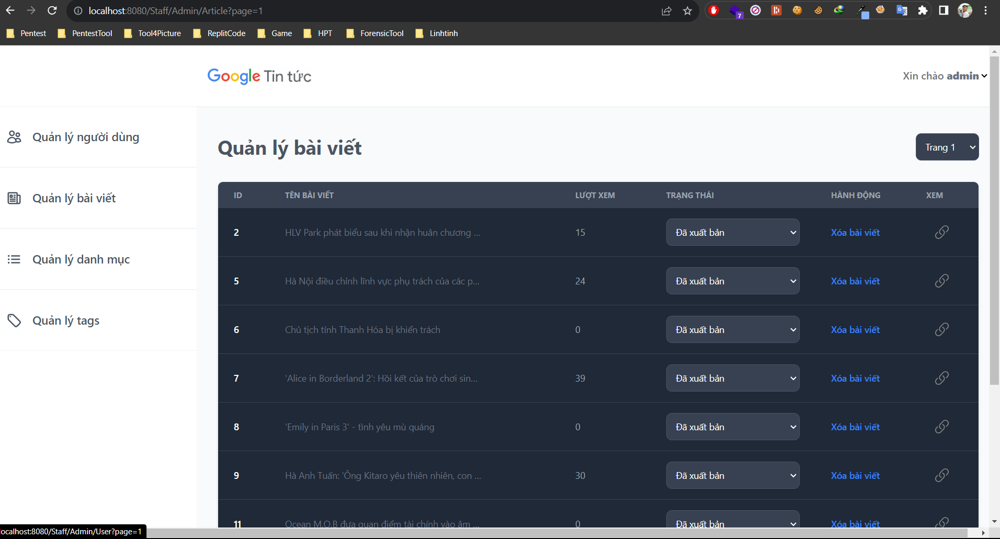 localhost:8080/Staff/Admin/Article?page=1
7
Pentest PentestTool Tool4Picture ReplitCode Game HPT ForensicTool Linhtinh
Google Tin tức
Xin chào admin
Quản lý người dùng
Quản lý bài viết
Quản lý danh mục
Quản lý tags
Quản lý bài viết
Trang 1
ID TÊN BÀI VIẾT LƯỢT XEM TRẠNG THÁI HÀNH ĐỘNG XEM
2 HLV Park phát biểu sau khi nhận huân chương ... 15 Đã xuất bản Xóa bài viết
5 Hà Nội điều chỉnh lĩnh vực phụ trách của các p... 24 Đã xuất bản Xóa bài viết
6 Chủ tịch tỉnh Thanh Hóa bị khiển trách 0 Đã xuất bản Xóa bài viết
7 'Alice in Borderland 2': Hồi kết của trò chơi sin... 39 Đã xuất bản Xóa bài viết
8 'Emily in Paris 3' - tình yêu mù quáng 0 Đã xuất bản Xóa bài viết
9 Hà Anh Tuấn: 'Ông Kitaro yêu thiên nhiên, con ... 30 Đã xuất bản Xóa bài viết
11 Ocean M.O.B đưa quan điểm tài chính vào âm ... 0 Đã xuất bản Xóa bài viết
localhost:8080/Staff/Admin/User?page=1